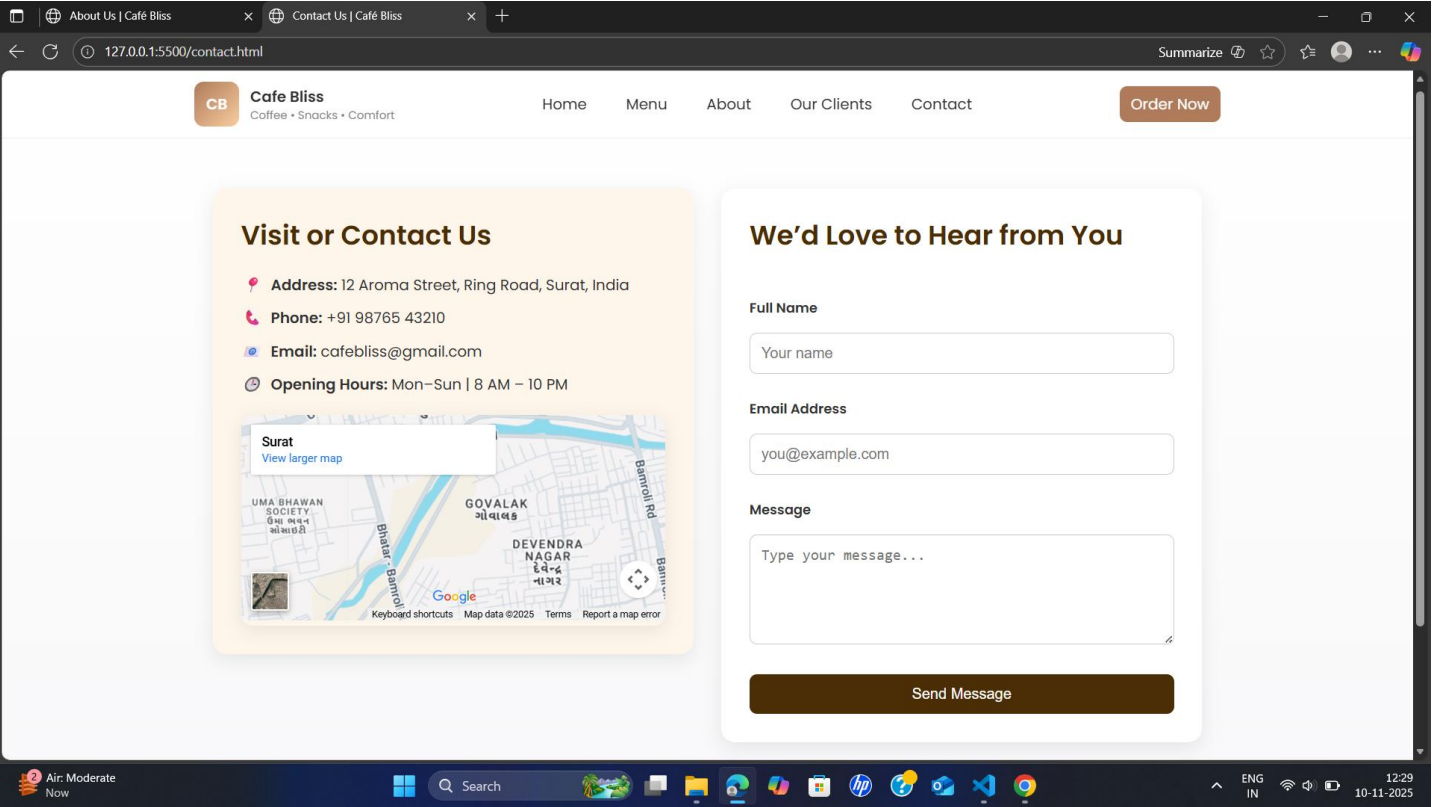 About Us | Café Bliss
Contact Us | Café Bliss
127.0.0.1:5500/contact.html
Summarize
CB
Cafe Bliss
Coffee • Snacks • Comfort
Home
Menu
About
Our Clients
Contact
Order Now
Visit or Contact Us
Address: 12 Aroma Street, Ring Road, Surat, India
Phone: +91 98765 43210
Email: cafebliss@gmail.com
Opening Hours: Mon–Sun | 8 AM – 10 PM
Surat
View larger map
UMA BHAWAN
SOCIETY
ઉમા ભવન
સોસાઇટી
GOVALAK
ગોવાલક
DEVENDRA
NAGAR
દેવેન્દ્ર
નાગર
Bamroli Rd
Bhatar - Bamroli
Google
Keyboard shortcuts
Map data ©2025
Terms
Report a map error
We’d Love to Hear from You
Full Name
Your name
Email Address
you@example.com
Message
Type your message...
Send Message
2
Air: Moderate
Now
Search
hp
ENG
IN
12:29
10-11-2025